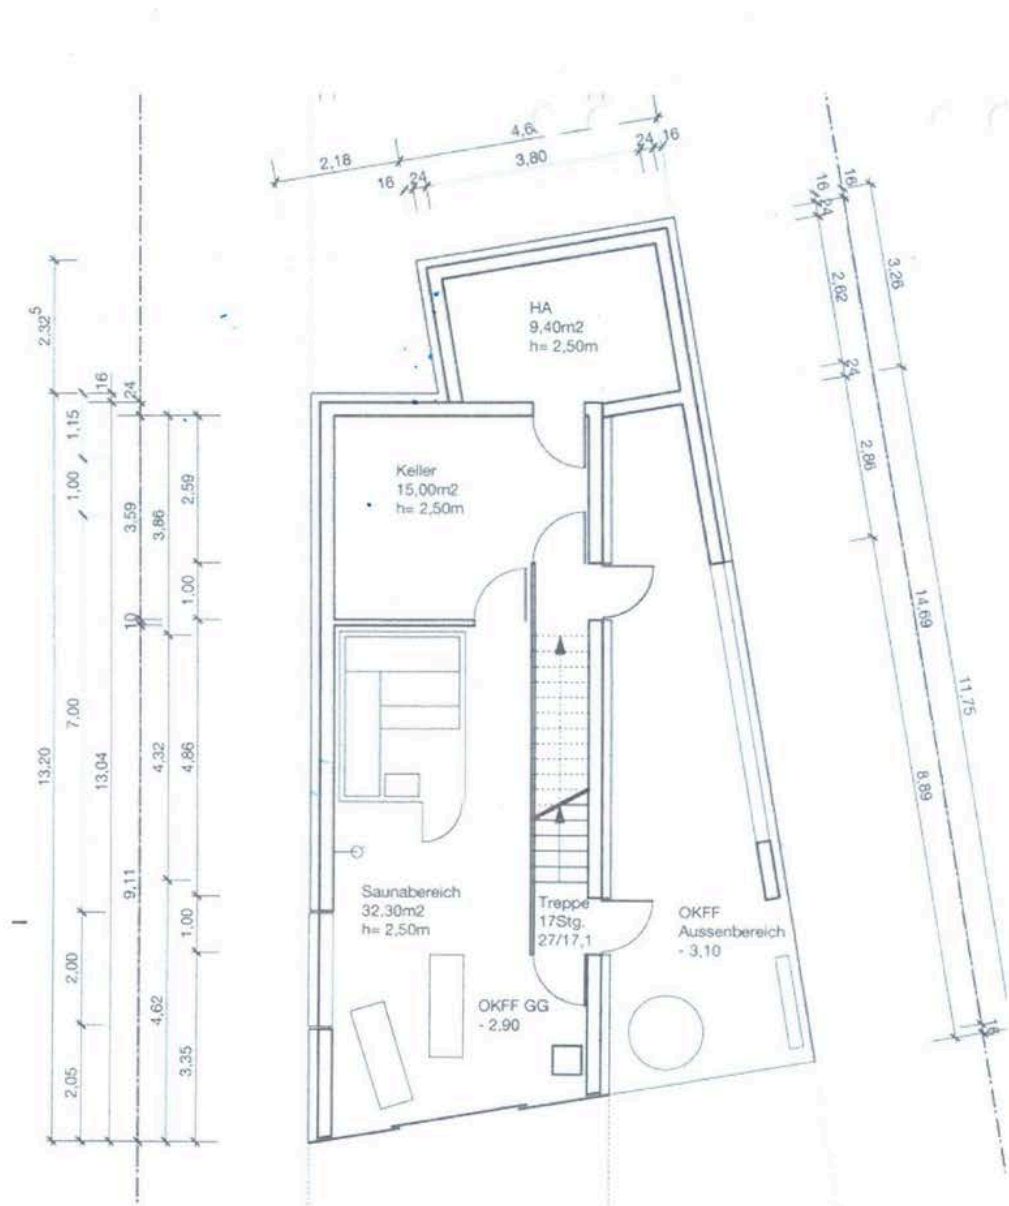 2,18
3,80
24 16
16 24
16 16
24
3,26
2,62
24
2,86
14,69
11,75
8,89
16
HA
9,40m2
h= 2,50m
Keller
15,00m2
h= 2,50m
Saunabereich
32,30m2
h= 2,50m
Treppe
17Stg.
27/17,1
OKFF
Aussenbereich
- 3,10
OKFF GG
- 2,90
2,32⁵
13,20
1,15
1,00
7,00
2,00
2,05
16
13,04
24
3,59
10
9,11
3,86
4,32
4,62
2,59
1,00
4,86
1,00
3,35